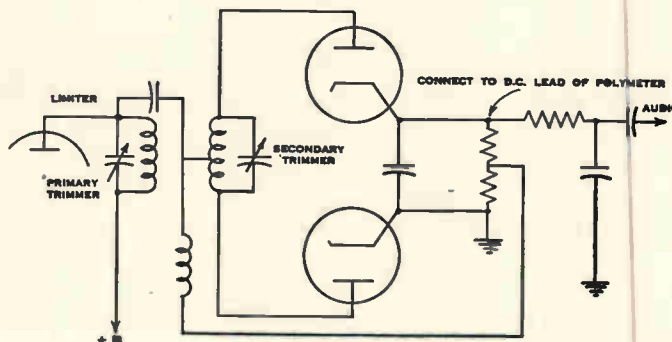 CONNECT TO D.C. LEAD OF POLYMETER
LIMITER
PRIMARY
TRIMMER
SECONDARY
TRIMMER
+ B